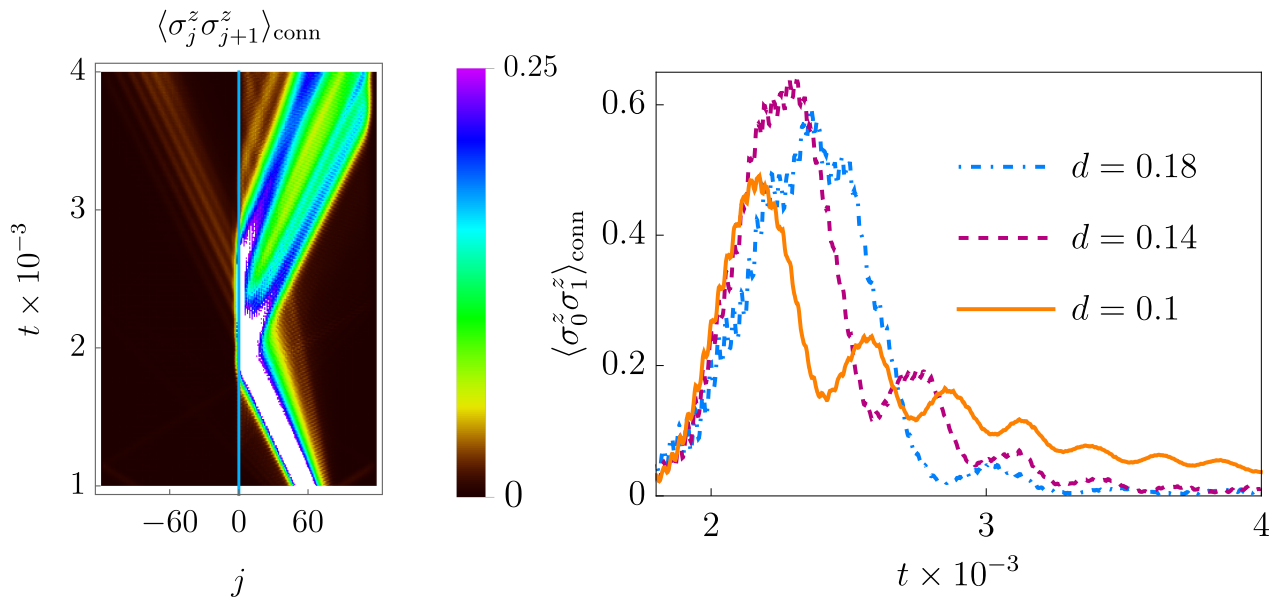 ⟨σ^z_j σ^z_{j+1}⟩_conn
4
3
2
1
t × 10^{−3}
−60 0 60
j
0.25
0
⟨σ^z_0 σ^z_1⟩_conn
0.6
0.4
0.2
0
2 3 4
t × 10^{−3}
d = 0.18
d = 0.14
d = 0.1